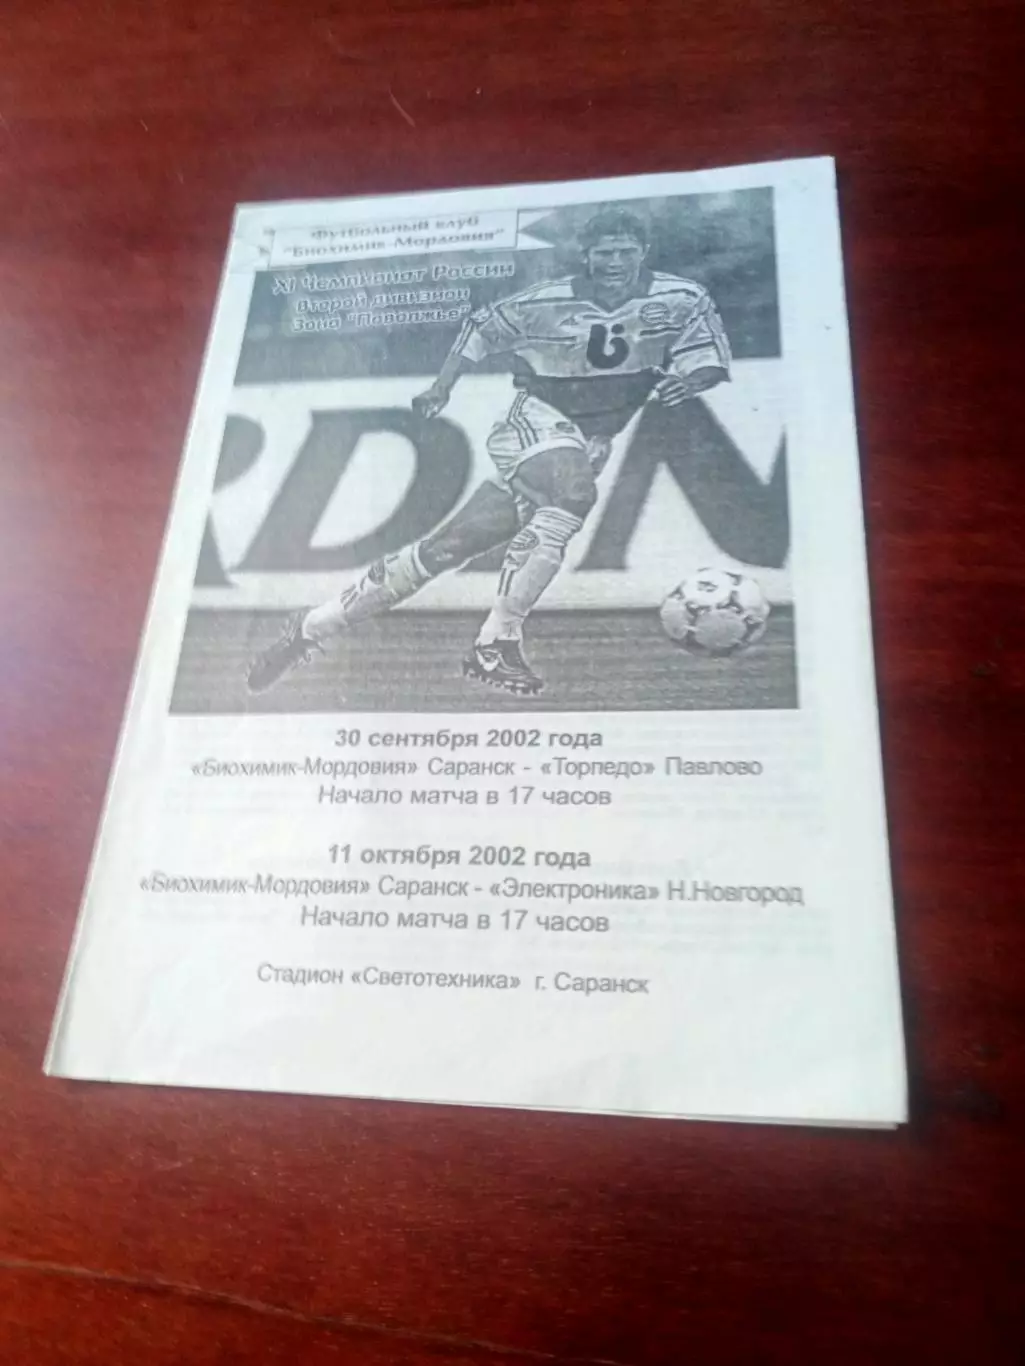 Футбольный клуб
"Биохимик-Мордовия"
XI Чемпионат России
Второй дивизион
Зона "Поволжье"
30 сентября 2002 года
«Биохимик-Мордовия» Саранск - «Торпедо» Павлово
Начало матча в 17 часов
11 октября 2002 года
«Биохимик-Мордовия» Саранск - «Электроника» Н.Новгород
Начало матча в 17 часов
Стадион «Светотехника» г. Саранск